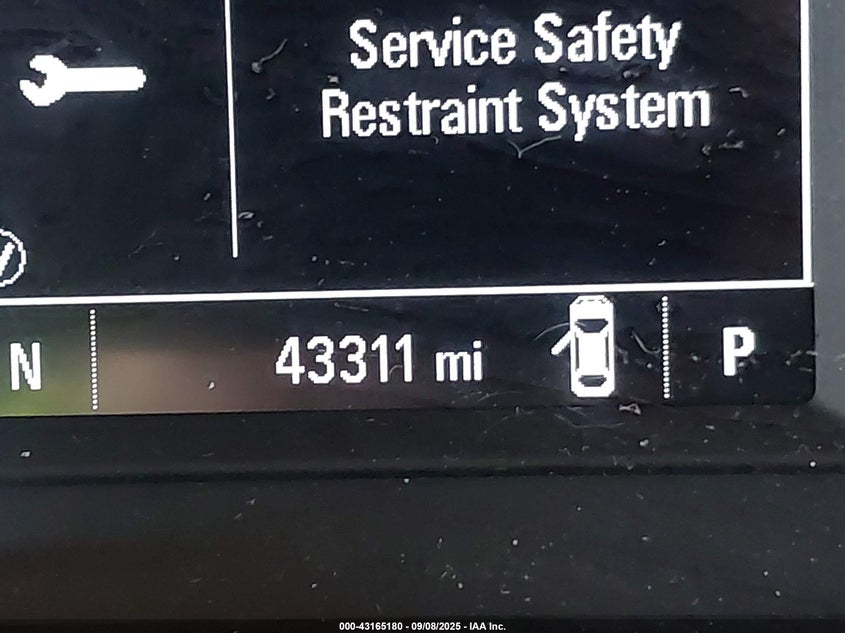 Service Safety
Restraint System
N
43311 mi
P
000-43165180 - 09/08/2025 - IAA Inc.